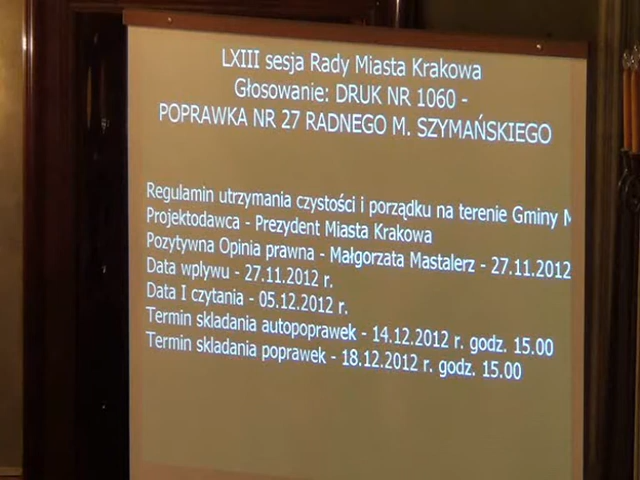 LXIII sesja Rady Miasta Krakowa
Głosowanie: DRUK NR 1060 -
POPRAWKA NR 27 RADNEGO M. SZYMAŃSKIEGO
Regulamin utrzymania czystości i porządku na terenie Gminy M
Projektodawca - Prezydent Miasta Krakowa
Pozytywna Opinia prawna - Małgorzata Mastalerz - 27.11.2012
Data wpływu - 27.11.2012 r.
Data I czytania - 05.12.2012 r.
Termin składania autopoprawek - 14.12.2012 r. godz. 15.00
Termin składania poprawek - 18.12.2012 r. godz. 15.00